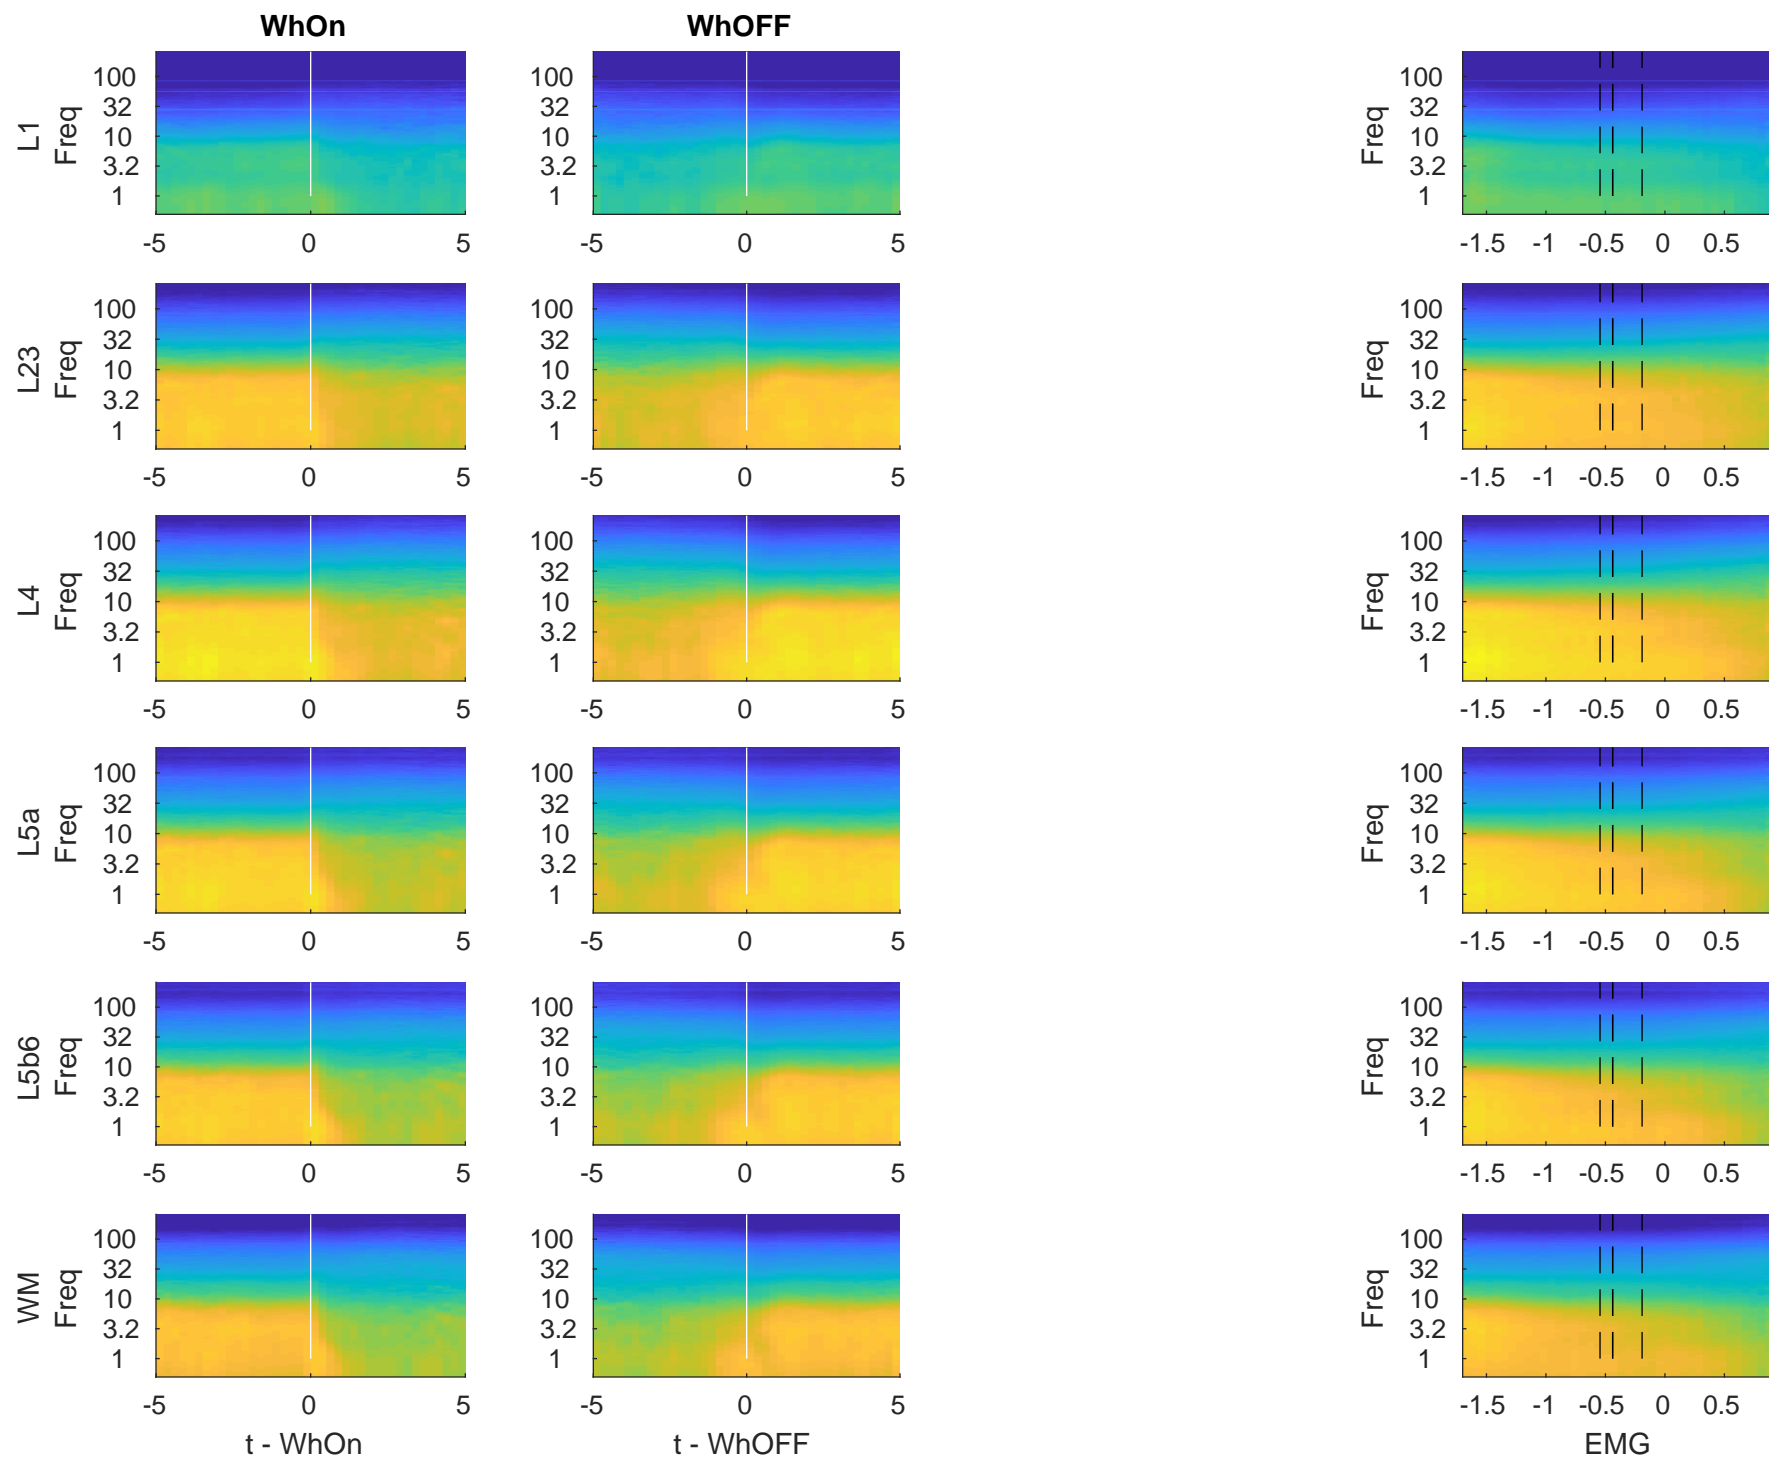 WhOn WhOFF
L1 Freq 100 32 10 3.2 1 100 32 10 3.2 1 Freq 100 32 10 3.2 1
-5 0 5 -5 0 5 -1.5 -1 -0.5 0 0.5
L23 Freq 100 32 10 3.2 1 100 32 10 3.2 1 Freq 100 32 10 3.2 1
-5 0 5 -5 0 5 -1.5 -1 -0.5 0 0.5
L4 Freq 100 32 10 3.2 1 100 32 10 3.2 1 Freq 100 32 10 3.2 1
-5 0 5 -5 0 5 -1.5 -1 -0.5 0 0.5
L5a Freq 100 32 10 3.2 1 100 32 10 3.2 1 Freq 100 32 10 3.2 1
-5 0 5 -5 0 5 -1.5 -1 -0.5 0 0.5
L5b6 Freq 100 32 10 3.2 1 100 32 10 3.2 1 Freq 100 32 10 3.2 1
-5 0 5 -5 0 5 -1.5 -1 -0.5 0 0.5
WM Freq 100 32 10 3.2 1 100 32 10 3.2 1 Freq 100 32 10 3.2 1
-5 0 5 -5 0 5 -1.5 -1 -0.5 0 0.5
t - WhOn t - WhOFF EMG